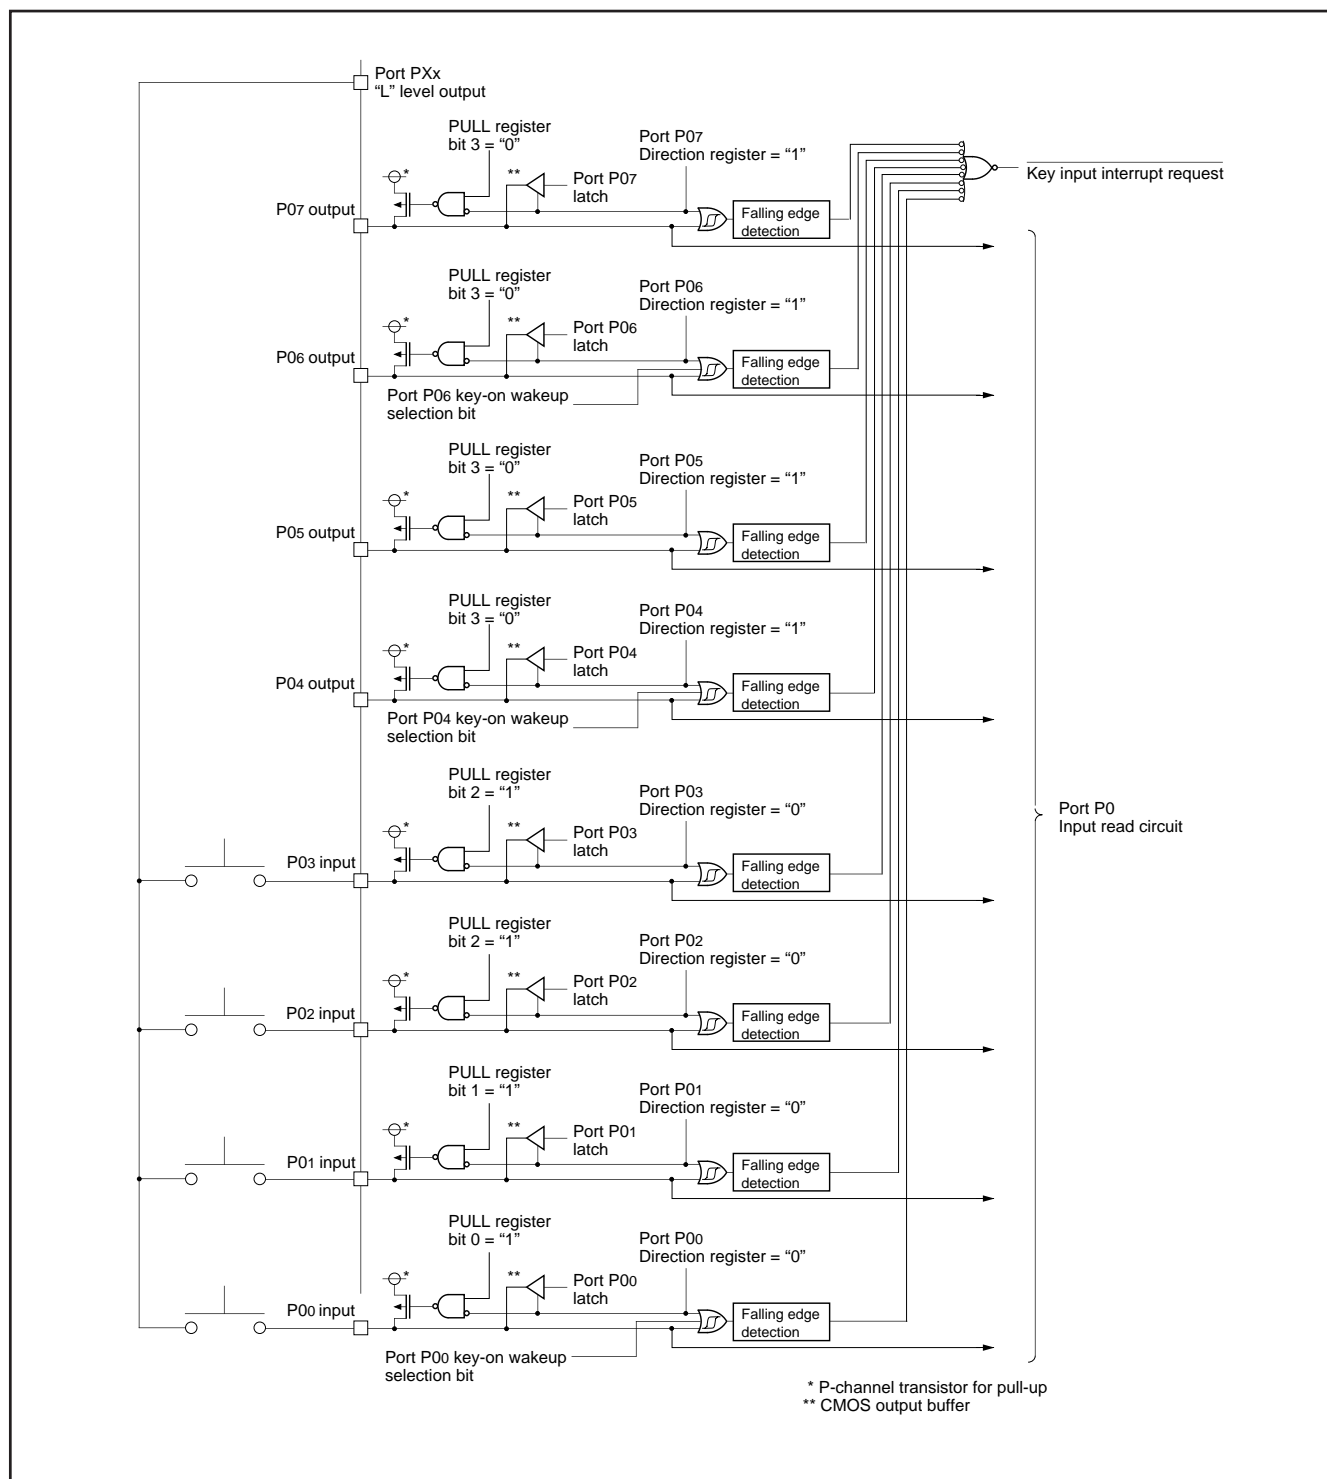 Port PXx
“L” level output
PULL register
bit 3 = “0”
Port P07
Direction register = “1”
*
**
Port P07
latch
P07 output
Falling edge
detection
Key input interrupt request
PULL register
bit 3 = “0”
Port P06
Direction register = “1”
*
**
Port P06
latch
P06 output
Falling edge
detection
Port P06 key-on wakeup
selection bit
PULL register
bit 3 = “0”
Port P05
Direction register = “1”
*
**
Port P05
latch
P05 output
Falling edge
detection
PULL register
bit 3 = “0”
Port P04
Direction register = “1”
*
**
Port P04
latch
P04 output
Falling edge
detection
Port P04 key-on wakeup
selection bit
PULL register
bit 2 = “1”
Port P03
Direction register = “0”
*
**
Port P03
latch
P03 input
Falling edge
detection
Port P0
Input read circuit
PULL register
bit 2 = “1”
Port P02
Direction register = “0”
*
**
Port P02
latch
P02 input
Falling edge
detection
PULL register
bit 1 = “1”
Port P01
Direction register = “0”
*
**
Port P01
latch
P01 input
Falling edge
detection
PULL register
bit 0 = “1”
Port P00
Direction register = “0”
*
**
Port P00
latch
P00 input
Falling edge
detection
Port P00 key-on wakeup
selection bit
* P-channel transistor for pull-up
** CMOS output buffer